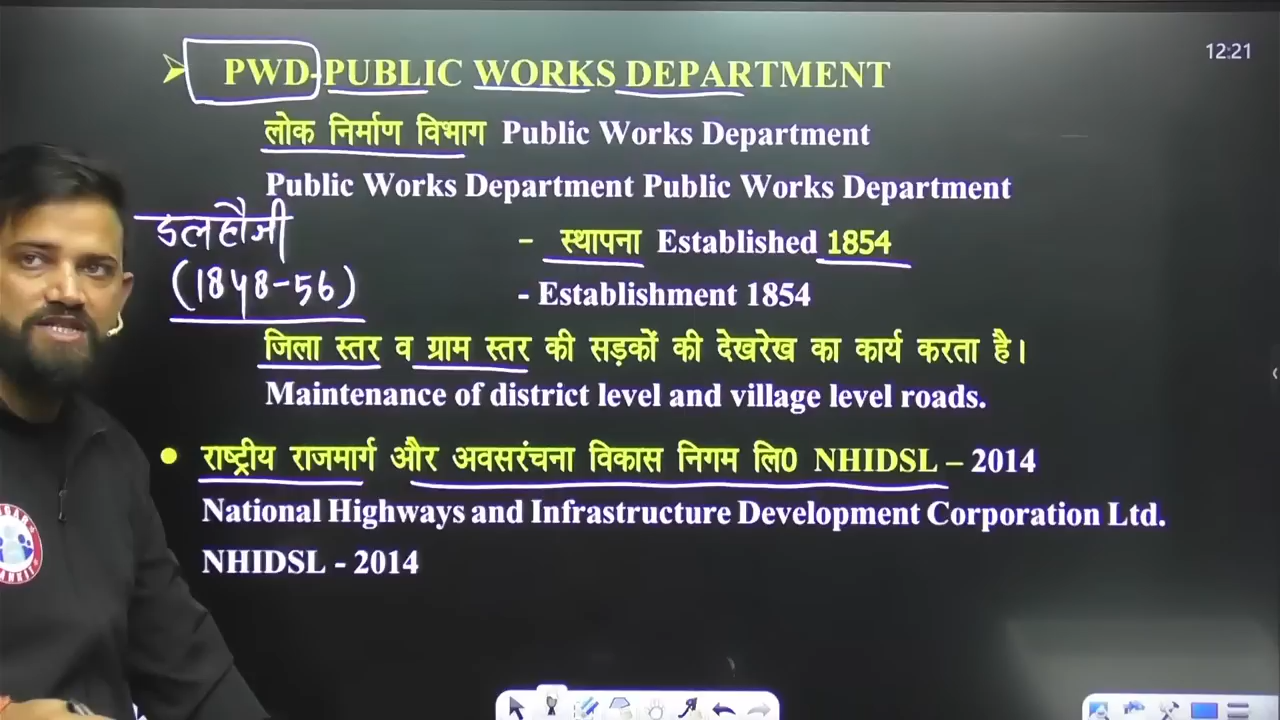 12:21
➢ PWD-PUBLIC WORKS DEPARTMENT
लोक निर्माण विभाग Public Works Department
Public Works Department Public Works Department
डलहौजी
- स्थापना Established 1854
(1848-56)
- Establishment 1854
जिला स्तर व ग्राम स्तर की सड़कों की देखरेख का कार्य करता है।
Maintenance of district level and village level roads.
• राष्ट्रीय राजमार्ग और अवसरंचना विकास निगम लि0 NHIDSL – 2014
National Highways and Infrastructure Development Corporation Ltd.
NHIDSL - 2014